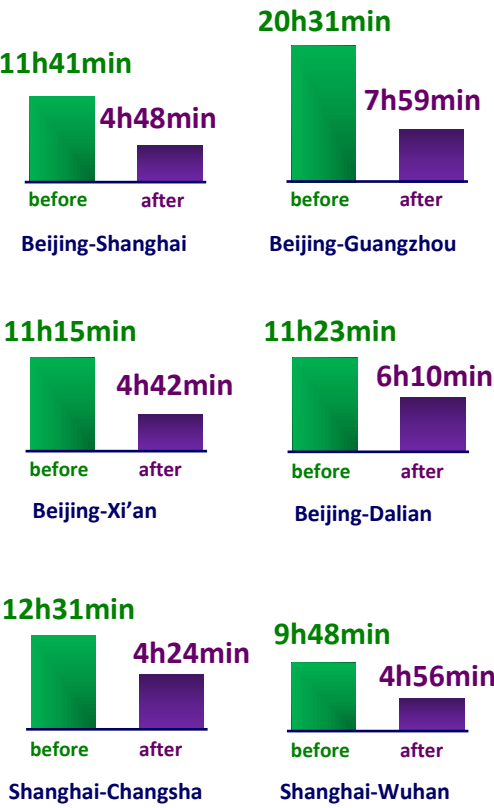 11h41min
4h48min
before
after
Beijing-Shanghai
20h31min
7h59min
before
after
Beijing-Guangzhou
11h15min
4h42min
before
after
Beijing-Xi’an
11h23min
6h10min
before
after
Beijing-Dalian
12h31min
4h24min
before
after
Shanghai-Changsha
9h48min
4h56min
before
after
Shanghai-Wuhan